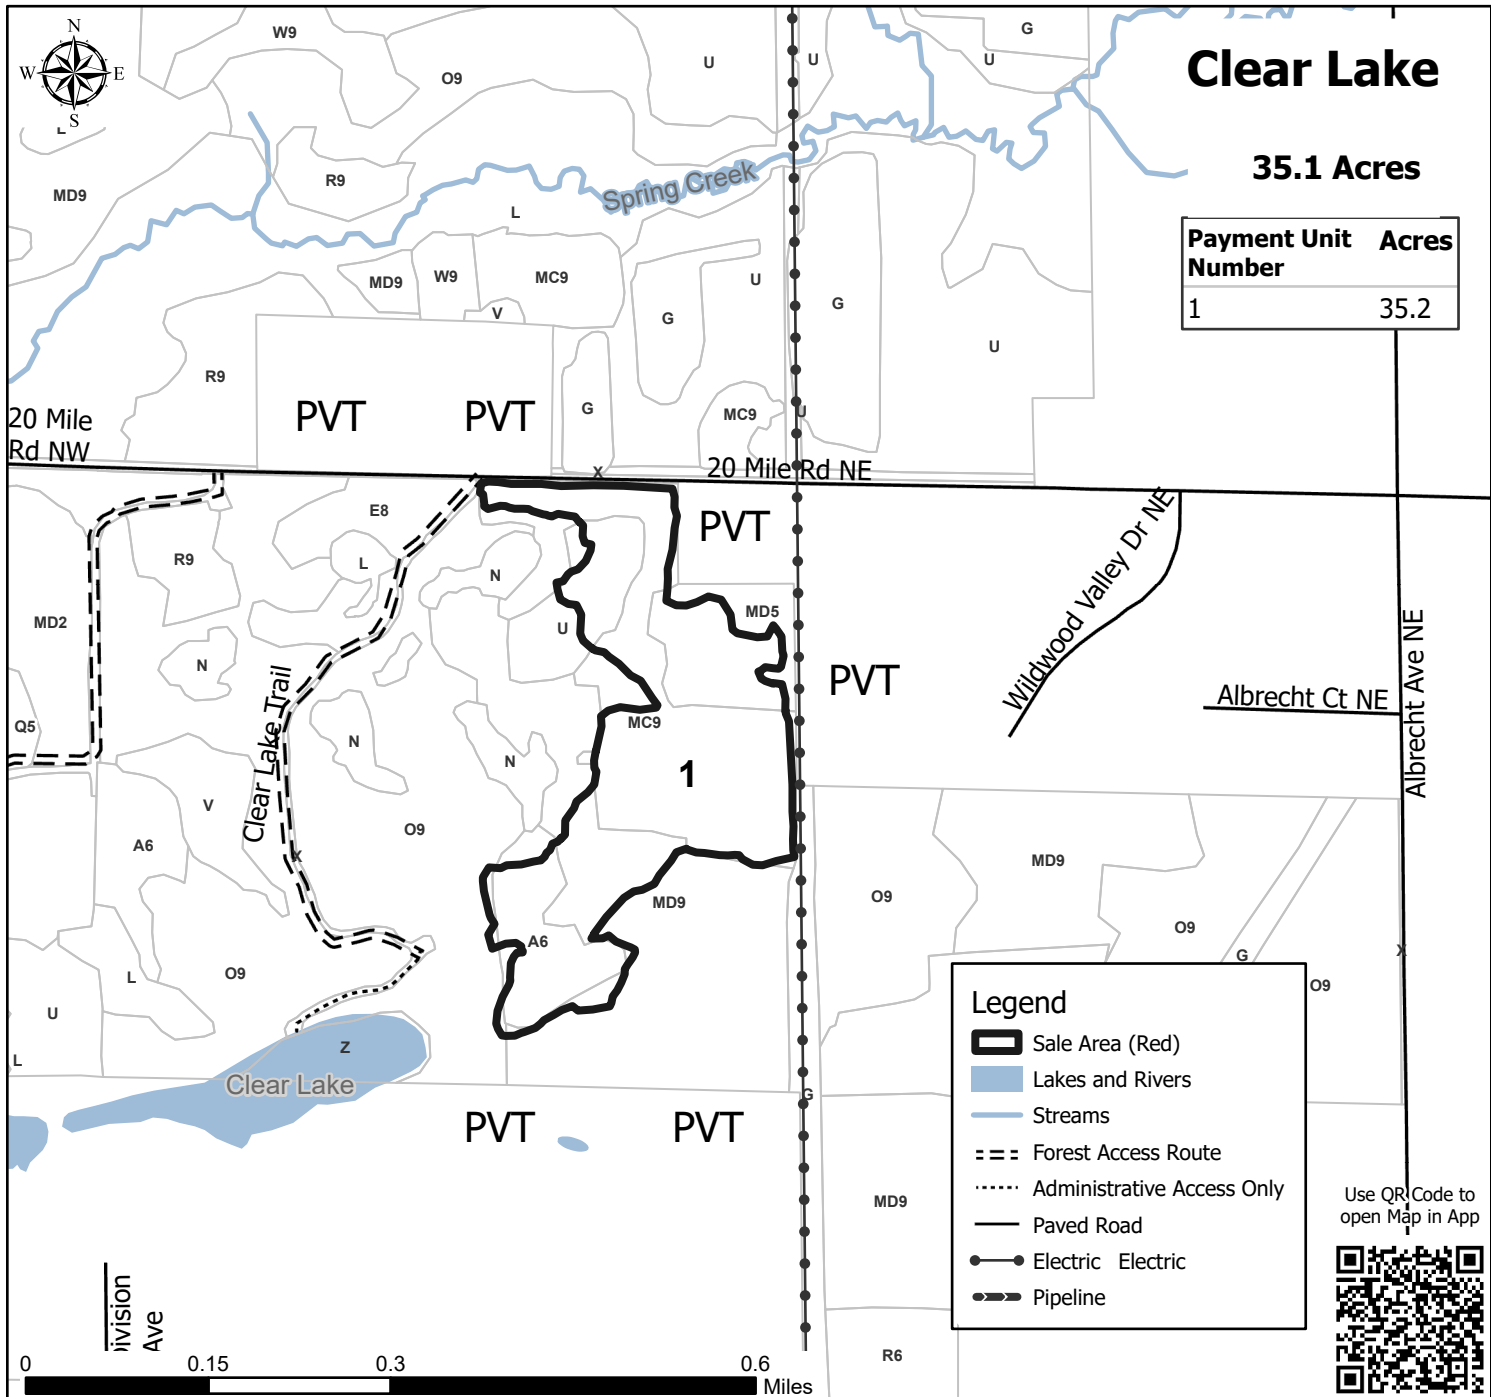 N
W E
S
Clear Lake
35.1 Acres
Payment Unit Number Acres
1 35.2
W9
O9
U
U
G
U
L
MD9
R9
Spring Creek
L
MD9
W9
MC9
V
U
G
G
U
R9
PVT
PVT
G
MC9
U
20 Mile
Rd NW
X
20 Mile Rd NE
E8
PVT
R9
L
N
MD2
U
MD5
Wildwood Valley Dr NE
N
PVT
Albrecht Ct NE
Albrecht Ave NE
Q5
Clear Lake Trail
MC9
N
N
1
V
A6
O9
X
MD9
O9
MD9
O9
A6
G
X
L
O9
O9
U
L
Z
Clear Lake
G
PVT
PVT
MD9
R6
Legend
Sale Area (Red)
Lakes and Rivers
Streams
Forest Access Route
Administrative Access Only
Paved Road
Electric Electric
Pipeline
Use QR Code to
open Map in App
Division
Ave
0 0.15 0.3 0.6
Miles